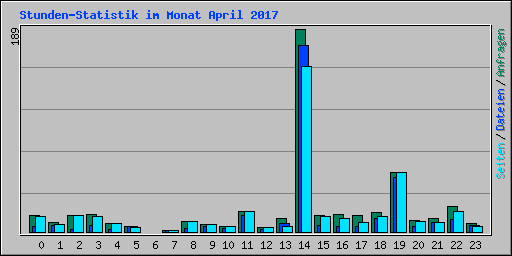 Stunden-Statistik im Monat April 2017
189
Seiten / Dateien / Anfragen
0 1 2 3 4 5 6 7 8 9 10 11 12 13 14 15 16 17 18 19 20 21 22 23